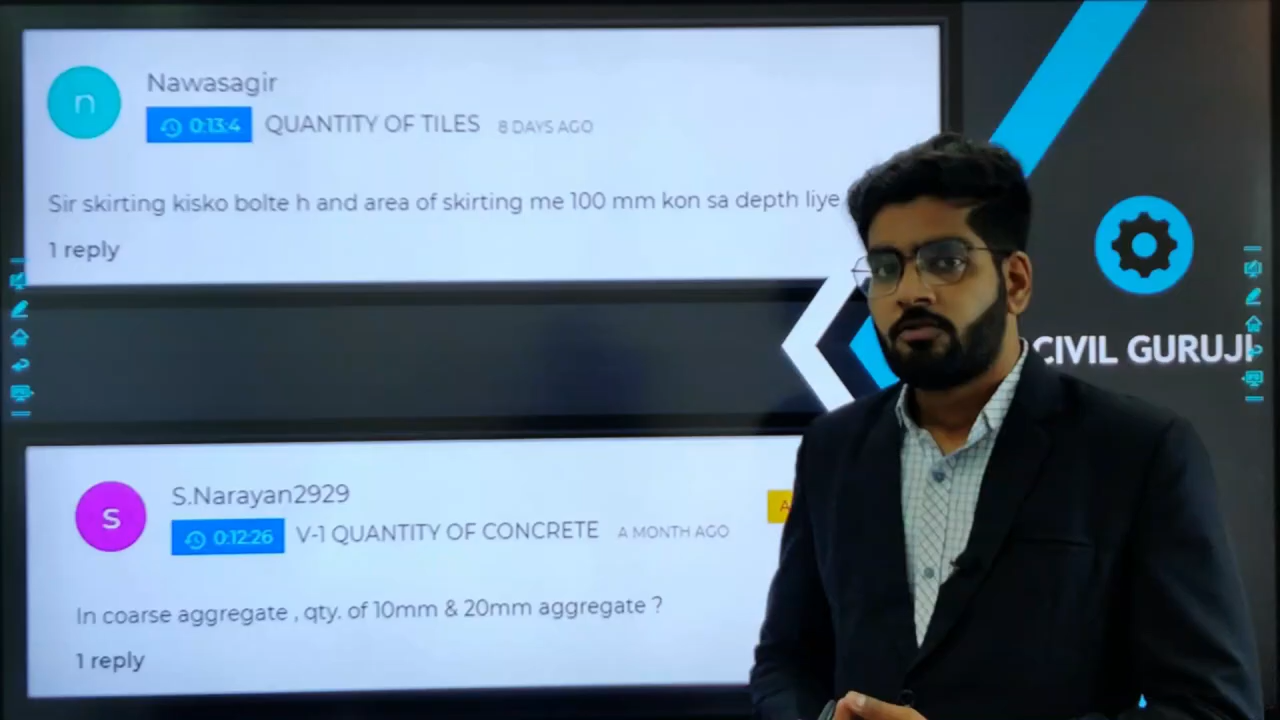 n
Nawasagir
0:13:4 QUANTITY OF TILES 8 DAYS AGO
Sir skirting kisko bolte h and area of skirting me 100 mm kon sa depth liye
1 reply
CIVIL GURUJI
s
S.Narayan2929
0:12:26 V-1 QUANTITY OF CONCRETE A MONTH AGO
In coarse aggregate , qty. of 10mm & 20mm aggregate ?
1 reply